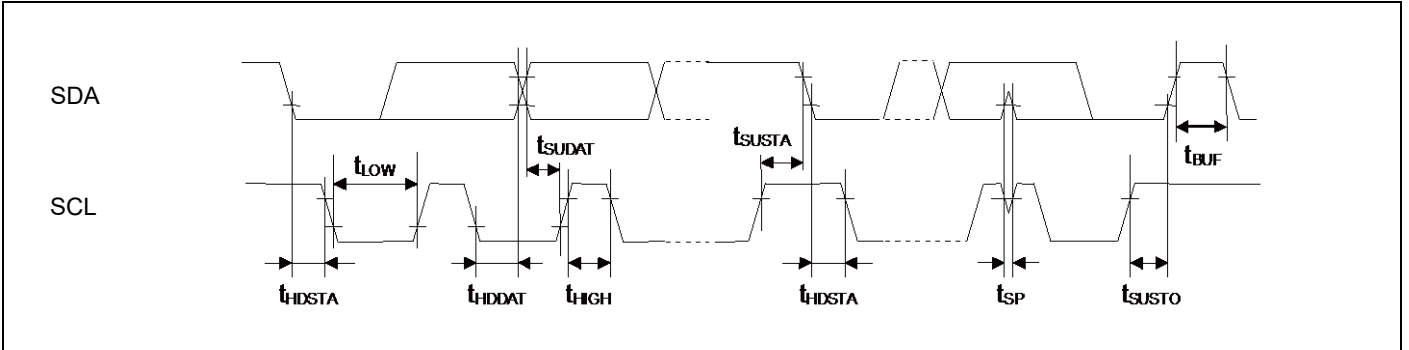 SDA
tSUDAT
tSUSTA
tLOW
tBUF
SCL
tHDSTA
tHDDAT
tHIGH
tHDSTA
tSP
tSUSTO